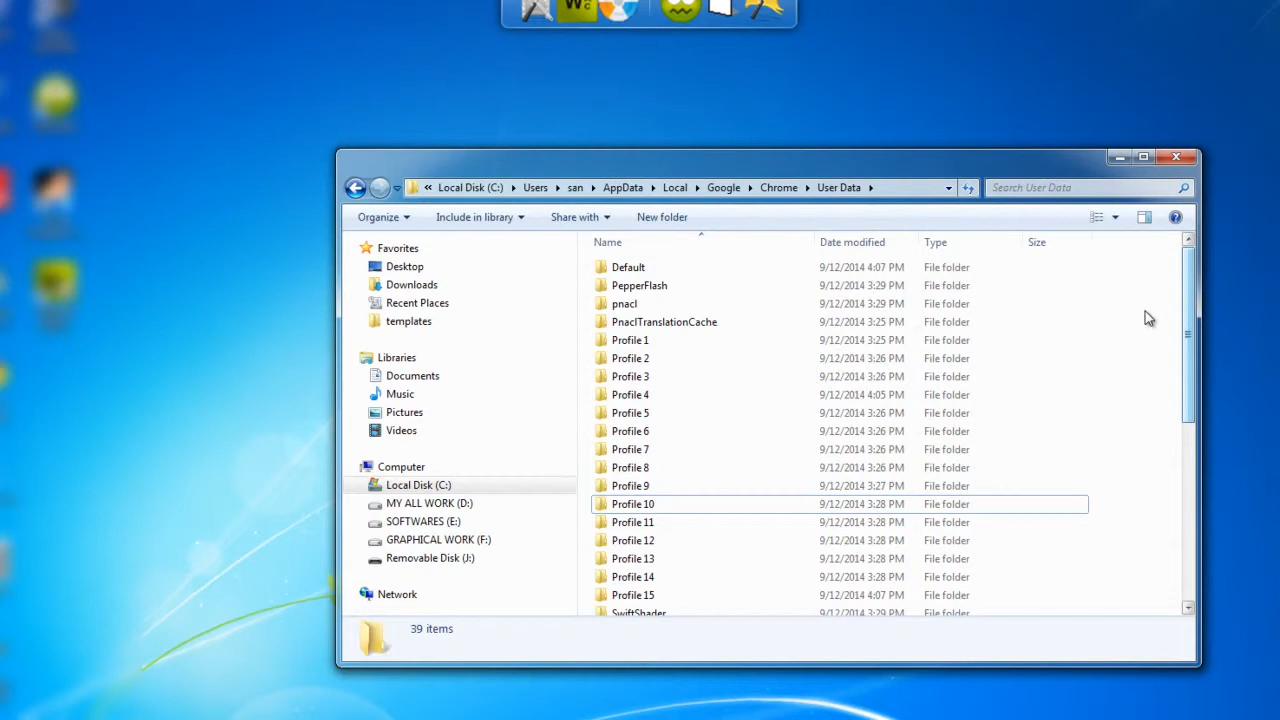 « Local Disk (C:) Users san AppData Local Google Chrome User Data Search User Data
Organize Include in library Share with New folder
Name Date modified Type Size
Favorites
Desktop
Downloads
Recent Places
templates
Libraries
Documents
Music
Pictures
Videos
Computer
Local Disk (C:)
MY ALL WORK (D:)
SOFTWARES (E:)
GRAPHICAL WORK (F:)
Removable Disk (J:)
Network
Default 9/12/2014 4:07 PM File folder
PepperFlash 9/12/2014 3:29 PM File folder
pnacl 9/12/2014 3:29 PM File folder
PnaclTranslationCache 9/12/2014 3:25 PM File folder
Profile 1 9/12/2014 3:25 PM File folder
Profile 2 9/12/2014 3:26 PM File folder
Profile 3 9/12/2014 3:26 PM File folder
Profile 4 9/12/2014 4:05 PM File folder
Profile 5 9/12/2014 3:26 PM File folder
Profile 6 9/12/2014 3:26 PM File folder
Profile 7 9/12/2014 3:26 PM File folder
Profile 8 9/12/2014 3:26 PM File folder
Profile 9 9/12/2014 3:27 PM File folder
Profile 10 9/12/2014 3:28 PM File folder
Profile 11 9/12/2014 3:28 PM File folder
Profile 12 9/12/2014 3:28 PM File folder
Profile 13 9/12/2014 3:28 PM File folder
Profile 14 9/12/2014 3:28 PM File folder
Profile 15 9/12/2014 4:07 PM File folder
SwiftShader 9/12/2014 3:29 PM File folder
39 items